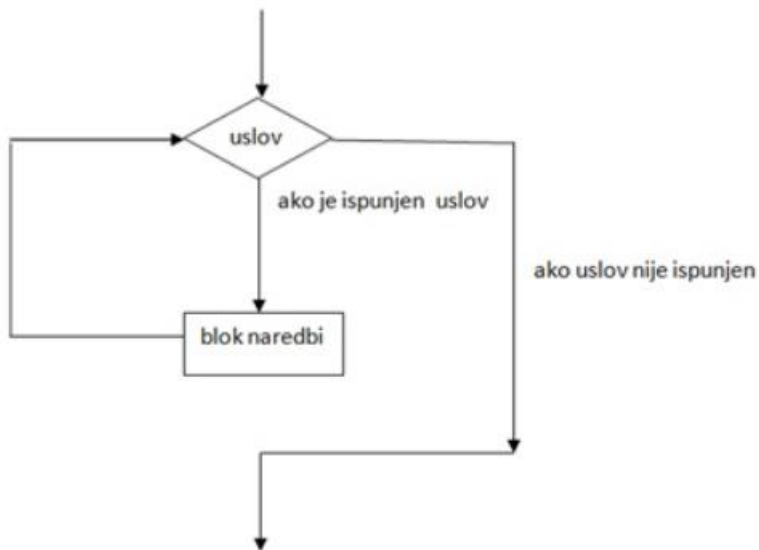 uslov
ako je ispunjen uslov
ako uslov nije ispunjen
blok naredbi